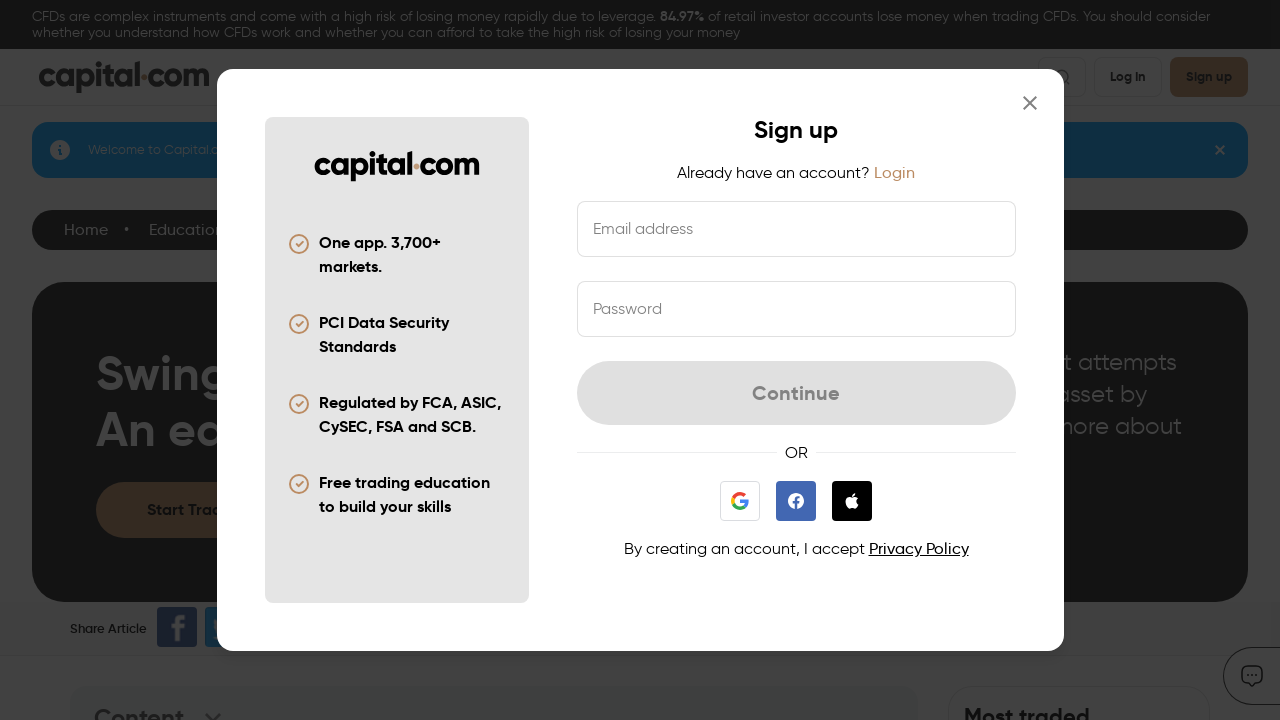 CFDs are complex instruments and come with a high risk of losing money rapidly due to leverage. 84.97% of retail investor accounts lose money when trading CFDs. You should consider
whether you understand how CFDs work and whether you can afford to take the high risk of losing your money
capital.com
Log In
Sign up
Welcome to Capital.c
Home
Education
Swing
An e
t attempts
asset by
more about
Start Trad
Share Article
Content
Most traded
capital.com
One app. 3,700+
markets.
PCI Data Security
Standards
Regulated by FCA, ASIC,
CySEC, FSA and SCB.
Free trading education
to build your skills
Sign up
Already have an account? Login
Email address
Password
Continue
OR
By creating an account, I accept Privacy Policy